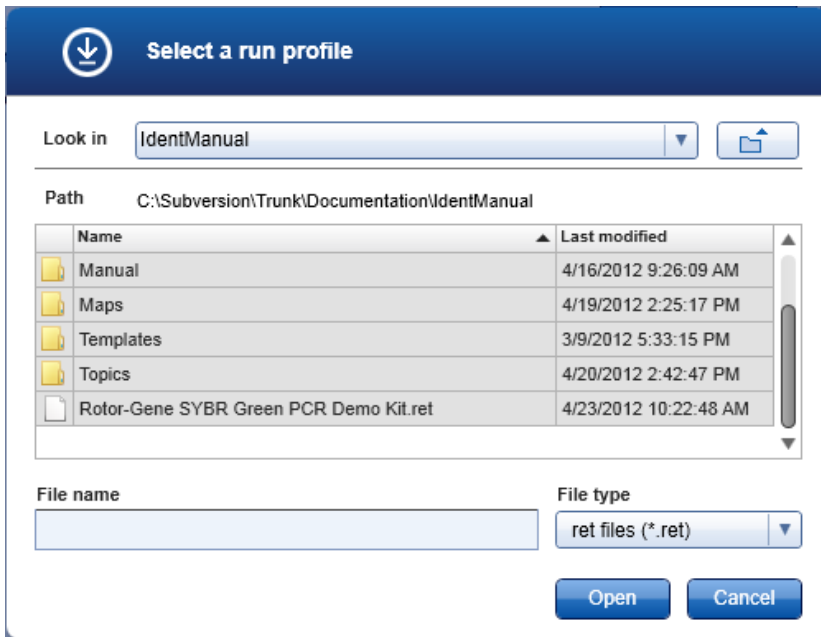 Select a run profile
Look in IdentManual
Path C:\Subversion\Trunk\Documentation\IdentManual
Name Last modified
Manual 4/16/2012 9:26:09 AM
Maps 4/19/2012 2:25:17 PM
Templates 3/9/2012 5:33:15 PM
Topics 4/20/2012 2:42:47 PM
Rotor-Gene SYBR Green PCR Demo Kit.ret 4/23/2012 10:22:48 AM
File name File type
ret files (*.ret)
Open Cancel